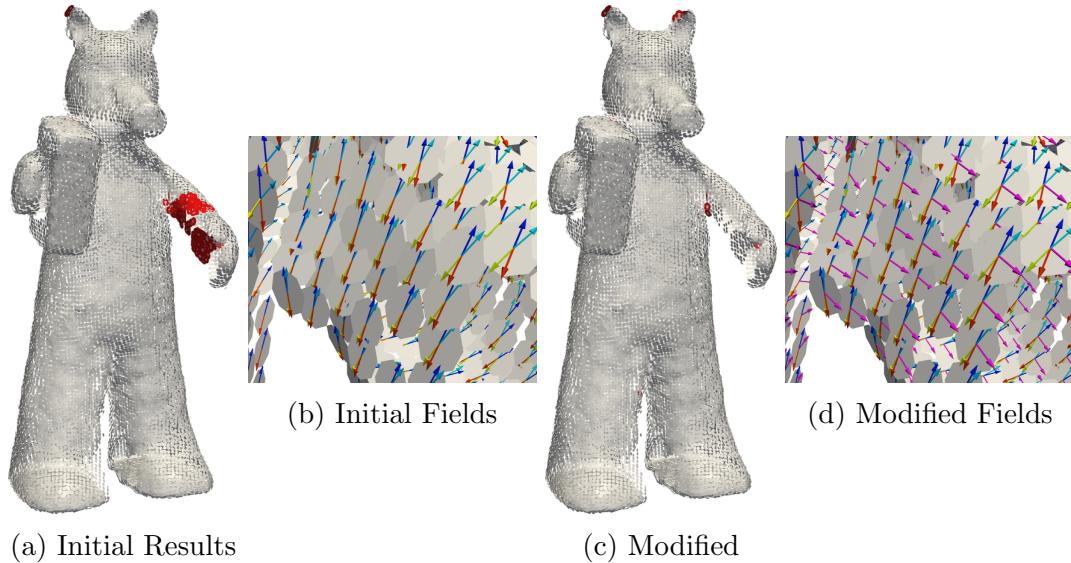 (b) Initial Fields
(d) Modified Fields
(a) Initial Results
(c) Modified